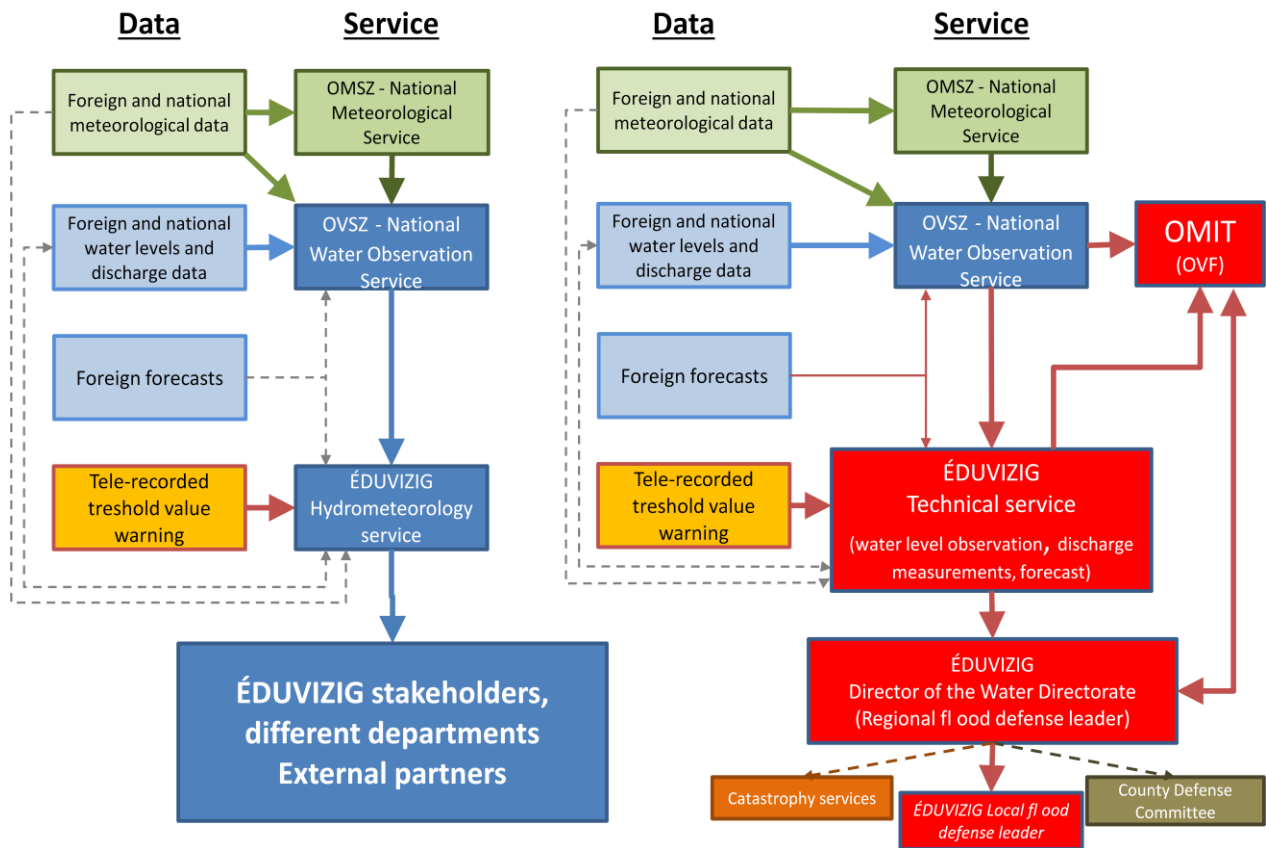 Data
Service
Foreign and national
meteorological data
OMSZ - National
Meteorological
Service
Foreign and national
water levels and
discharge data
OVSZ - National
Water Observation
Service
Foreign forecasts
Tele-recorded
treshold value
warning
ÉDUVIZIG
Hydrometeorology
service
ÉDUVIZIG stakeholders,
different departments
External partners
Data
Service
Foreign and national
meteorological data
OMSZ - National
Meteorological
Service
Foreign and national
water levels and
discharge data
OVSZ - National
Water Observation
Service
OMIT
(OVF)
Foreign forecasts
Tele-recorded
treshold value
warning
ÉDUVIZIG
Technical service
(water level observation, discharge
measurements, forecast)
ÉDUVIZIG
Director of the Water Directorate
(Regional fl ood defense leader)
Catastrophy services
ÉDUVIZIG Local fl ood
defense leader
County Defense
Committee